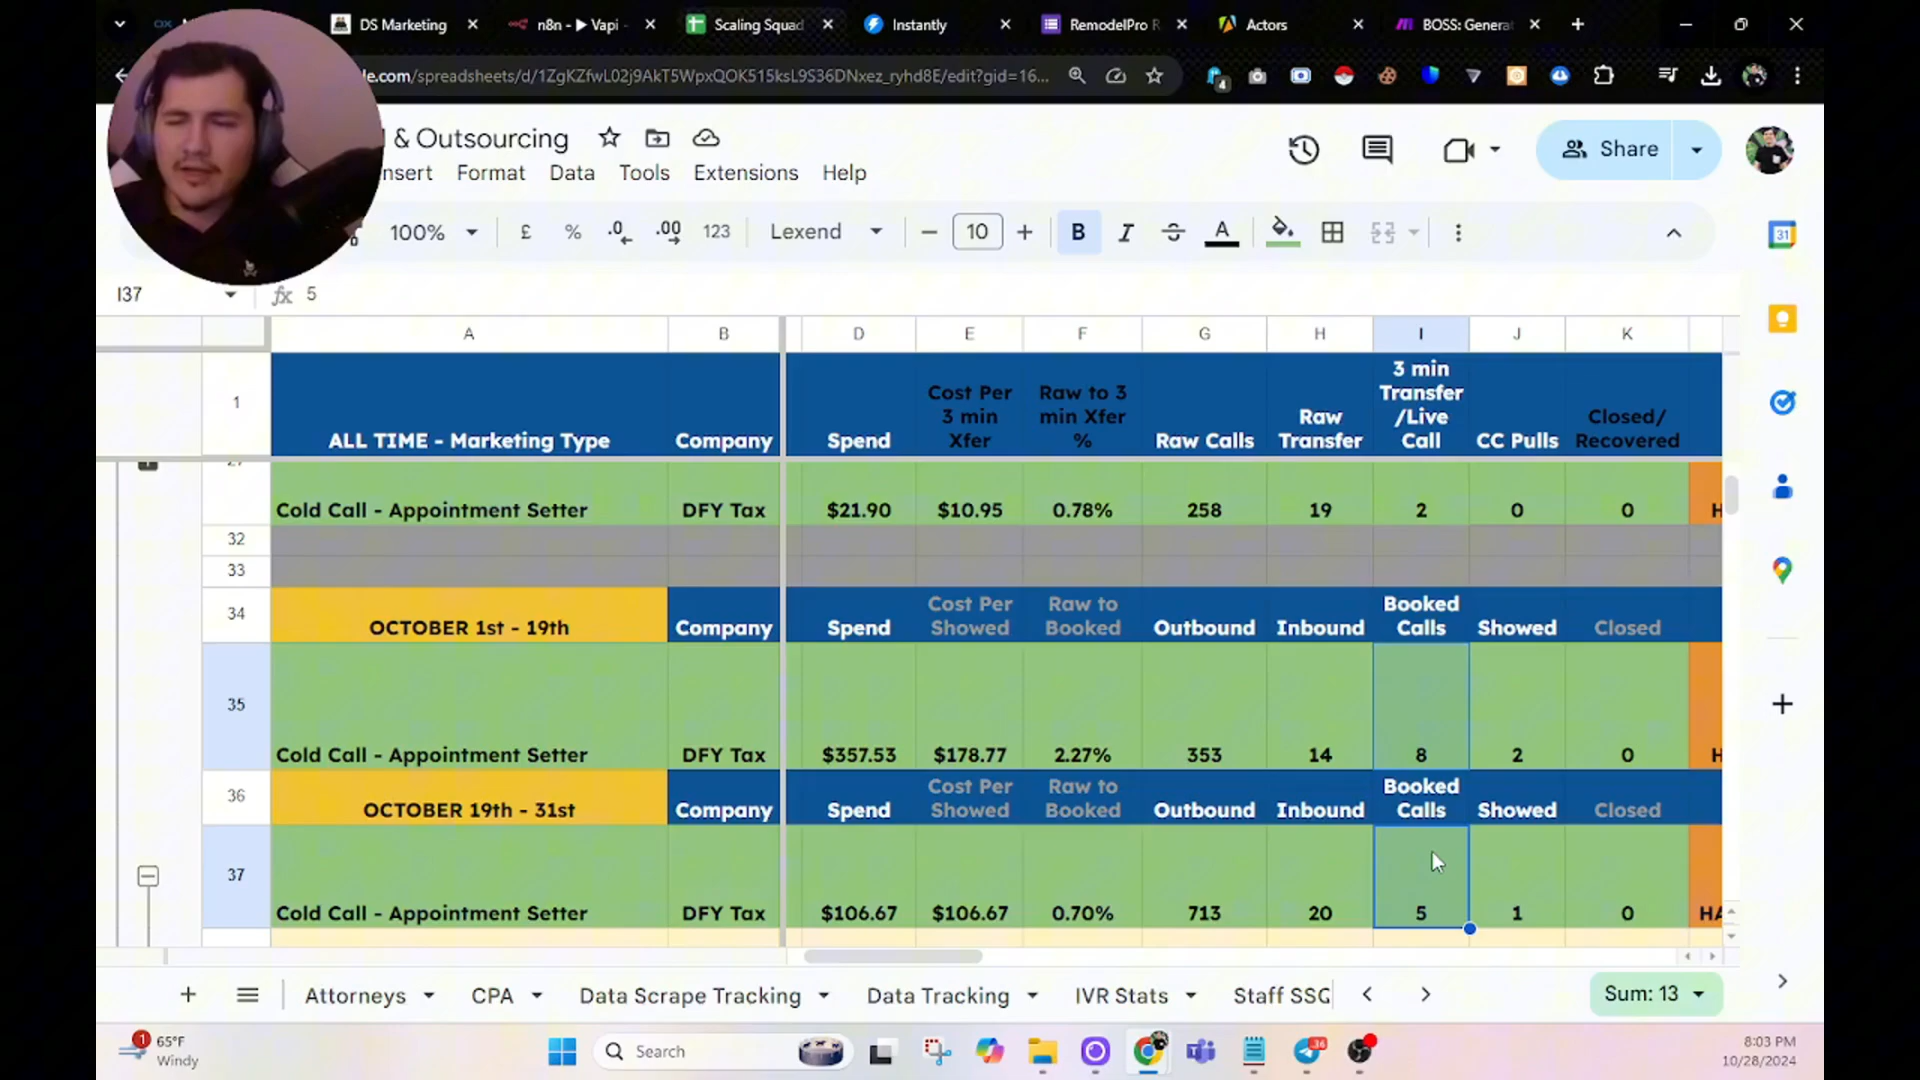 DS Marketing
n8n - ▶ Vapi -
Scaling Squad
Instantly
RemodelPro R
Actors
BOSS: Generat
le.com/spreadsheets/d/1ZgKZfwL02j9AkT5WpxQOK515ksL9S36DNxez_ryhd8E/edit?gid=16...
4
& Outsourcing
Share
nsert Format Data Tools Extensions Help
100% £ % .0 .00 123 Lexend − 10 + B I S A
31
I37 fx 5
A B D E F G H I J K
1 ALL TIME - Marketing Type Company Spend Cost Per 3 min Xfer Raw to 3 min Xfer % Raw Calls Raw Transfer 3 min Transfer /Live Call CC Pulls Closed/ Recovered
Cold Call - Appointment Setter DFY Tax $21.90 $10.95 0.78% 258 19 2 0 0 H
32
33
34 OCTOBER 1st - 19th Company Spend Cost Per Showed Raw to Booked Outbound Inbound Booked Calls Showed Closed
35 Cold Call - Appointment Setter DFY Tax $357.53 $178.77 2.27% 353 14 8 2 0 H
36 OCTOBER 19th - 31st Company Spend Cost Per Showed Raw to Booked Outbound Inbound Booked Calls Showed Closed
37 Cold Call - Appointment Setter DFY Tax $106.67 $106.67 0.70% 713 20 5 1 0 HA
Attorneys CPA Data Scrape Tracking Data Tracking IVR Stats Staff SSG Sum: 13
1 65°F
Windy
Search
36
8:03 PM
10/28/2024